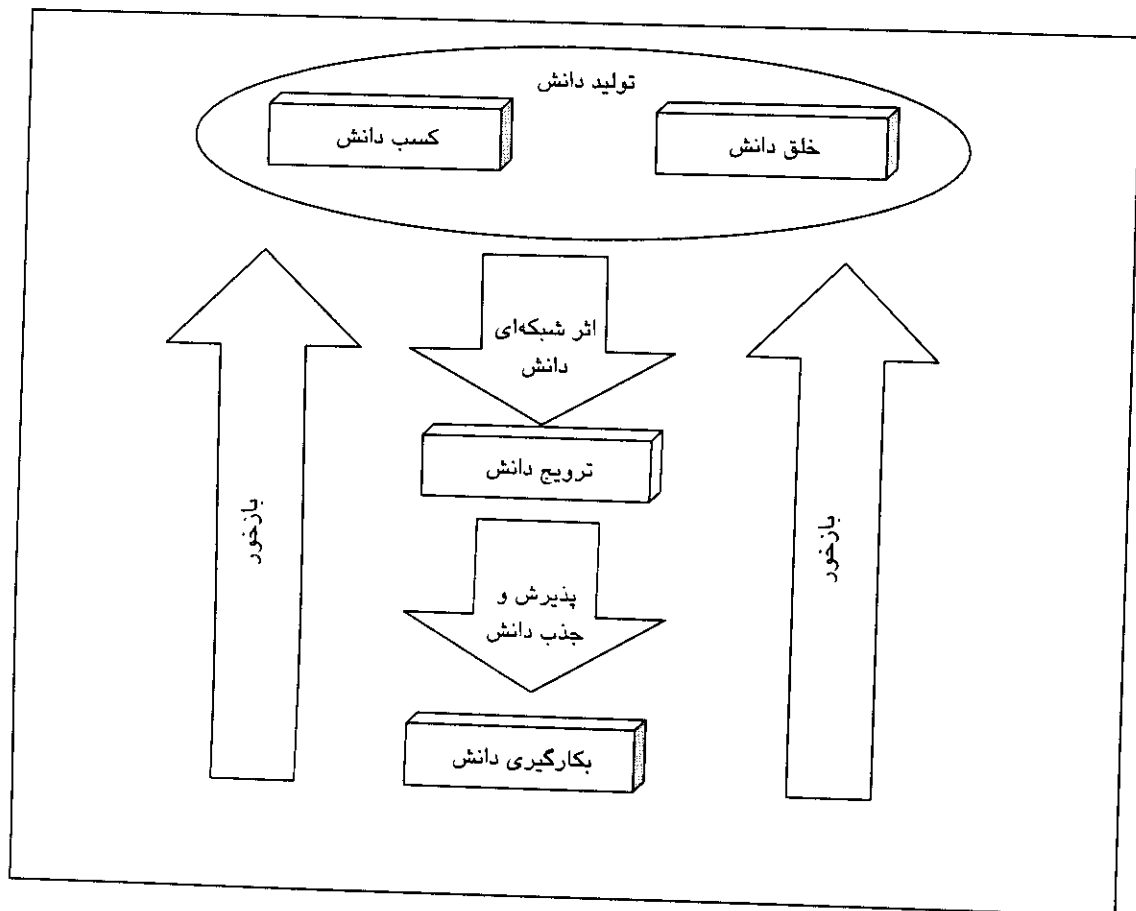 تولید دانش
خلق دانش
کسب دانش
اثر شبکه‌ای
دانش
ترویج دانش
پذیرش و
جذب دانش
بکارگیری دانش
بازخور
بازخور